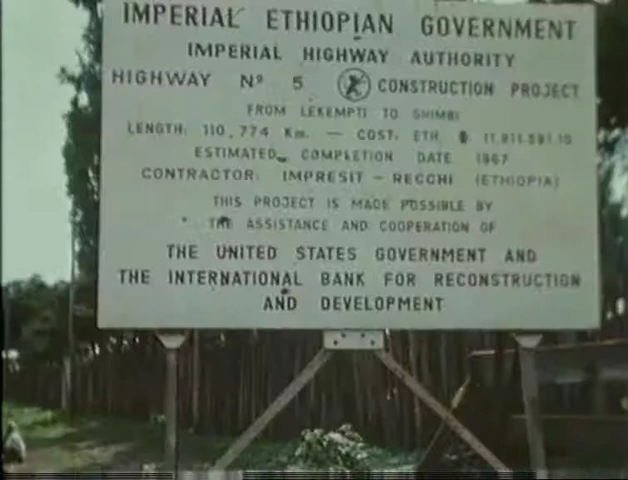 IMPERIAL ETHIOPIAN GOVERNMENT
IMPERIAL HIGHWAY AUTHORITY
HIGHWAY Nº 5 CONSTRUCTION PROJECT
FROM LEKEMPTI TO GHIMBI
LENGTH: 110,774 Km. — COST: ETH. $ 11.911.591.10
ESTIMATED COMPLETION DATE 1967
CONTRACTOR: IMPRESIT – RECCHI (ETHIOPIA)
THIS PROJECT IS MADE POSSIBLE BY
THE ASSISTANCE AND COOPERATION OF
THE UNITED STATES GOVERNMENT AND
THE INTERNATIONAL BANK FOR RECONSTRUCTION
AND DEVELOPMENT